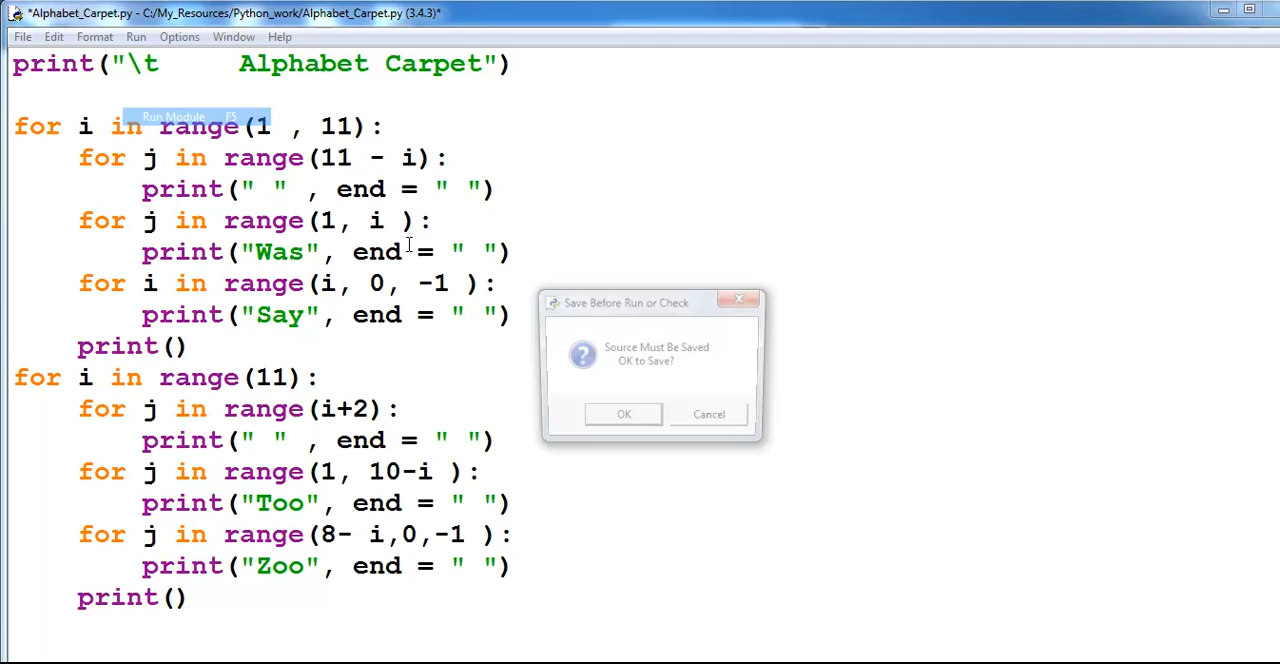 *Alphabet_Carpet.py - C:/My_Resources/Python_work/Alphabet_Carpet.py (3.4.3)*
File Edit Format Run Options Window Help
print("\t     Alphabet Carpet")
Run Module F5
for i in range(1 , 11):
    for j in range(11 - i):
        print(" " , end = " ")
    for j in range(1, i ):
        print("Was", end = " ")
    for i in range(i, 0, -1 ):
        print("Say", end = " ")
    print()
for i in range(11):
    for j in range(i+2):
        print(" " , end = " ")
    for j in range(1, 10-i ):
        print("Too", end = " ")
    for j in range(8- i,0,-1 ):
        print("Zoo", end = " ")
    print()
Save Before Run or Check
Source Must Be Saved
OK to Save?
OK Cancel